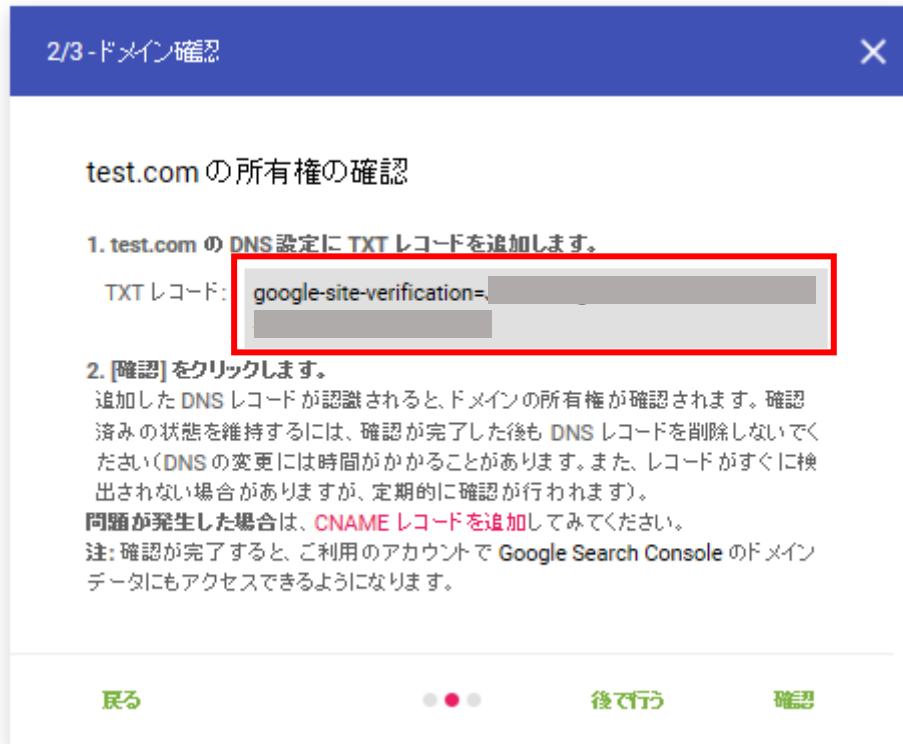 2/3 - ドメイン確認
test.com の所有権の確認
1. test.com の DNS 設定に TXT レコードを追加します。
TXT レコード: google-site-verification=
2. [確認] をクリックします。
追加した DNS レコードが認識されると、ドメインの所有権が確認されます。確認
済みの状態を維持するには、確認が完了した後も DNS レコードを削除しないでく
ださい（DNS の変更には時間がかかることがあります。また、レコードがすぐに検
出されない場合がありますが、定期的に確認が行われます）。
問題が発生した場合は、CNAME レコードを追加してみてください。
注: 確認が完了すると、ご利用のアカウントで Google Search Console のドメイン
データにもアクセスできるようになります。
戻る 後で行う 確認